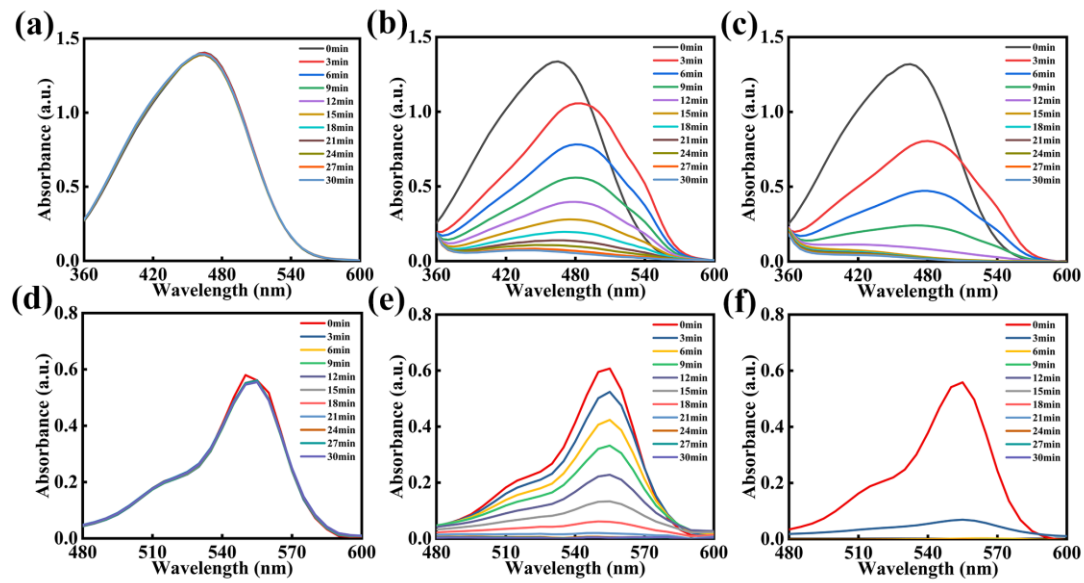 (a)
Absorbance (a.u.)
1.5
1.0
0.5
0.0
360 420 480 540 600
Wavelength (nm)
0min
3min
6min
9min
12min
15min
18min
21min
24min
27min
30min
(b)
Absorbance (a.u.)
1.5
1.0
0.5
0.0
360 420 480 540 600
Wavelength (nm)
0min
3min
6min
9min
12min
15min
18min
21min
24min
27min
30min
(c)
Absorbance (a.u.)
1.5
1.0
0.5
0.0
360 420 480 540 600
Wavelength (nm)
0min
3min
6min
9min
12min
15min
18min
21min
24min
27min
30min
(d)
Absorbance (a.u.)
0.8
0.6
0.4
0.2
0.0
480 510 540 570 600
Wavelength (nm)
0min
3min
6min
9min
12min
15min
18min
21min
24min
27min
30min
(e)
Absorbance (a.u.)
0.8
0.6
0.4
0.2
0.0
480 510 540 570 600
Wavelength (nm)
0min
3min
6min
9min
12min
15min
18min
21min
24min
27min
30min
(f)
Absorbance (a.u.)
0.8
0.6
0.4
0.2
0.0
480 510 540 570 600
Wavelength (nm)
0min
3min
6min
9min
12min
15min
18min
21min
24min
27min
30min